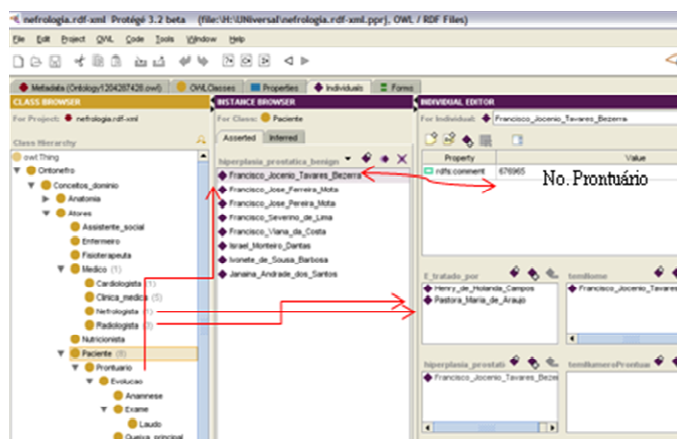 nefrologia.rdf-xml Protégé 3.2 beta (file:\H:\UNiversal\nefrologia.rdf-xml.pprj, OWL / RDF Files)
File Edit Project OWL Code Tools Window Help
Metadata (Ontology1204287428.owl) OWLClasses Properties Individuals Forms
CLASS BROWSER
For Project: nefrologia.rdf-xml
Class Hierarchy
owl:Thing
Ontonefro
Conceitos_dominio
Anatomia
Atores
Assistente_social
Enfermeiro
Fisioterapeuta
Medico (1)
Cardiologista (1)
Clinica_medica (5)
Nefrologista (1)
Radiologista (3)
Nutricionista
Paciente (8)
Prontuario
Evolucao
Anamnese
Exame
Laudo
Queixa_principal
INSTANCE BROWSER
For Class: Paciente
Asserted Inferred
hiperplasia_prostatica_benign
Francisco_Jocenio_Tavares_Bezerra
Francisco_Jose_Ferreira_Mota
Francisco_Jose_Pereira_Mota
Francisco_Severino_de_Lima
Francisco_Viana_da_Costa
Israel_Monteiro_Dantas
Ivonete_de_Sousa_Barbosa
Janaina_Andrade_dos_Santos
INDIVIDUAL EDITOR
For Individual: Francisco_Jocenio_Tavares_Bezerra
Property Value
rdfs:comment 676965
No. Prontuário
E_tratado_por
Henry_de_Holanda_Campos
Pastora_Maria_de_Araujo
temNome
Francisco_Jocenio_Tavares
hiperplasia_prostati
Francisco_Jocenio_Tavares_Bezei
temNumeroProntuar